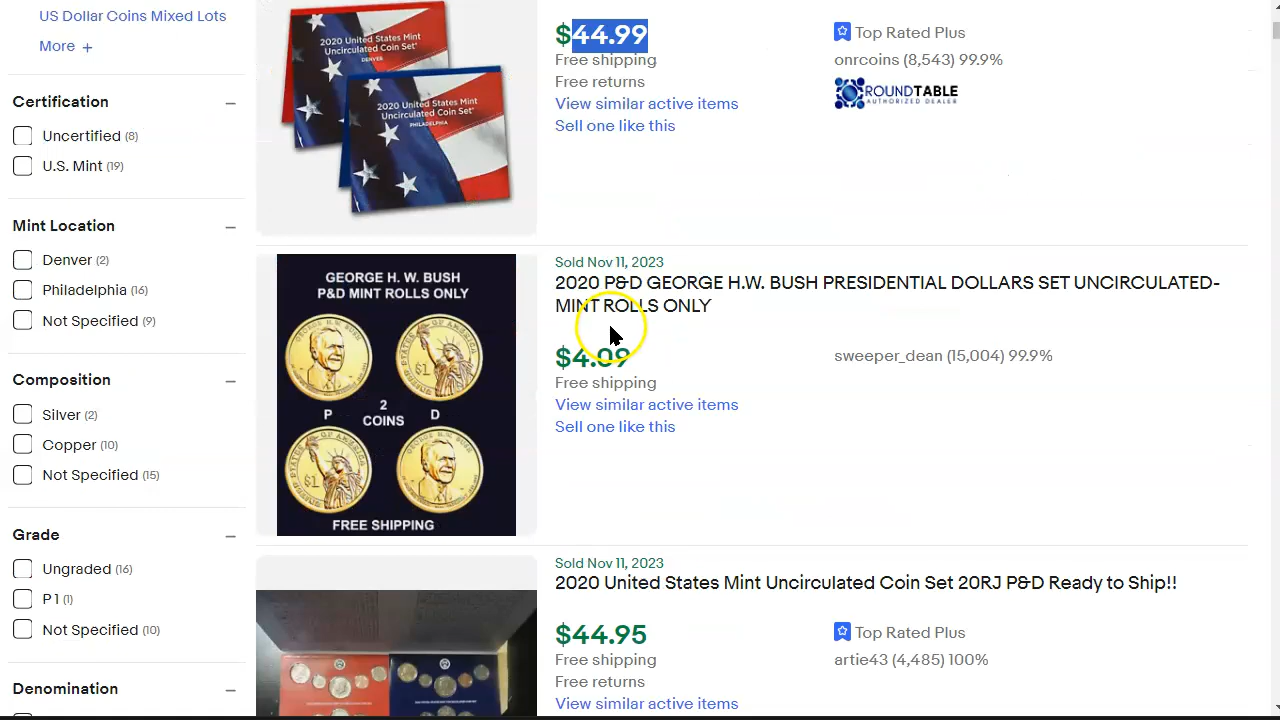 US Dollar Coins Mixed Lots
More +
Certification
Uncertified (8)
U.S. Mint (19)
Mint Location
Denver (2)
Philadelphia (16)
Not Specified (9)
Composition
Silver (2)
Copper (10)
Not Specified (15)
Grade
Ungraded (16)
P 1 (1)
Not Specified (10)
Denomination
2020 United States Mint
Uncirculated Coin Set
DENVER
2020 United States Mint
Uncirculated Coin Set
PHILADELPHIA
$44.99
Free shipping
Free returns
View similar active items
Sell one like this
Top Rated Plus
onrcoins (8,543) 99.9%
ROUNDTABLE
AUTHORIZED DEALER
GEORGE H. W. BUSH
P&D MINT ROLLS ONLY
P
2
COINS
D
$1
$1
FREE SHIPPING
Sold Nov 11, 2023
2020 P&D GEORGE H.W. BUSH PRESIDENTIAL DOLLARS SET UNCIRCULATED-
MINT ROLLS ONLY
$4.09
Free shipping
View similar active items
Sell one like this
sweeper_dean (15,004) 99.9%
Sold Nov 11, 2023
2020 United States Mint Uncirculated Coin Set 20RJ P&D Ready to Ship!!
$44.95
Free shipping
Free returns
View similar active items
Top Rated Plus
artie43 (4,485) 100%